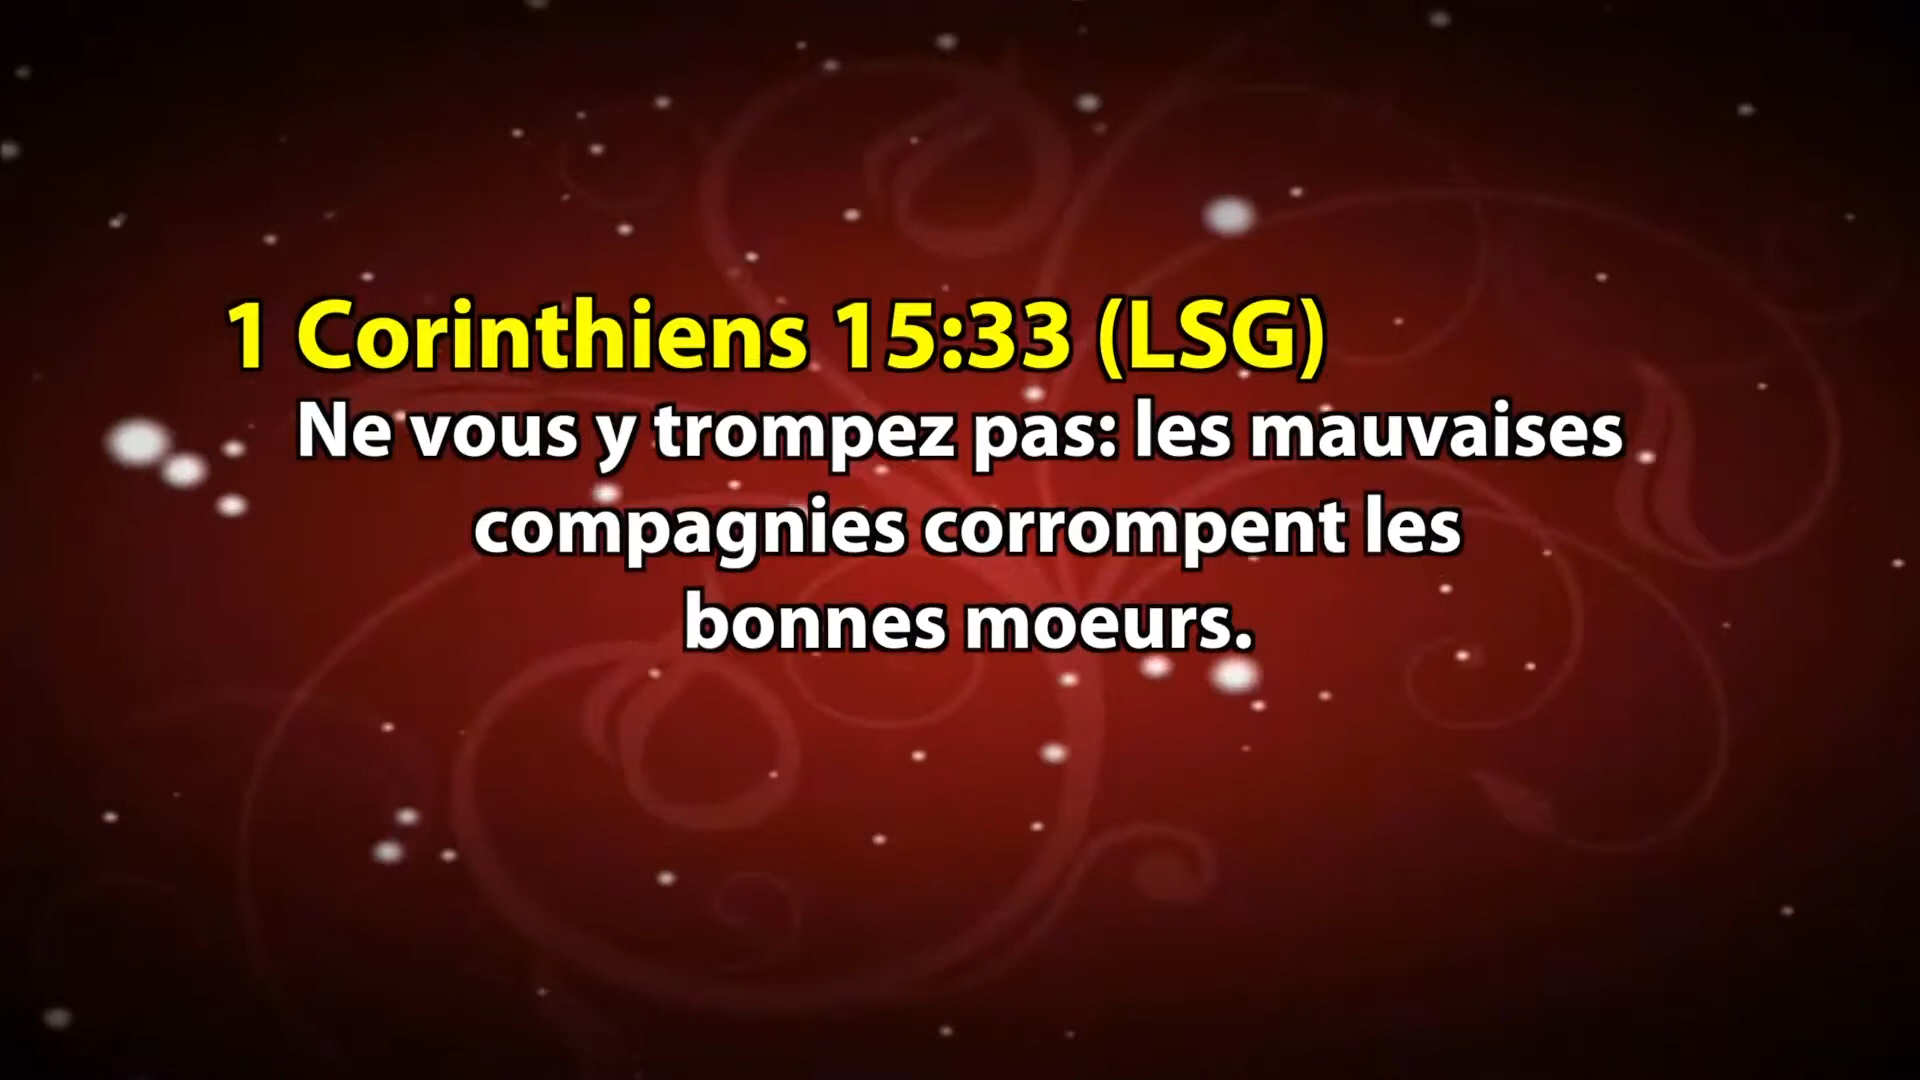 1 Corinthiens 15:33 (LSG)
Ne vous y trompez pas: les mauvaises
compagnies corrompent les
bonnes moeurs.